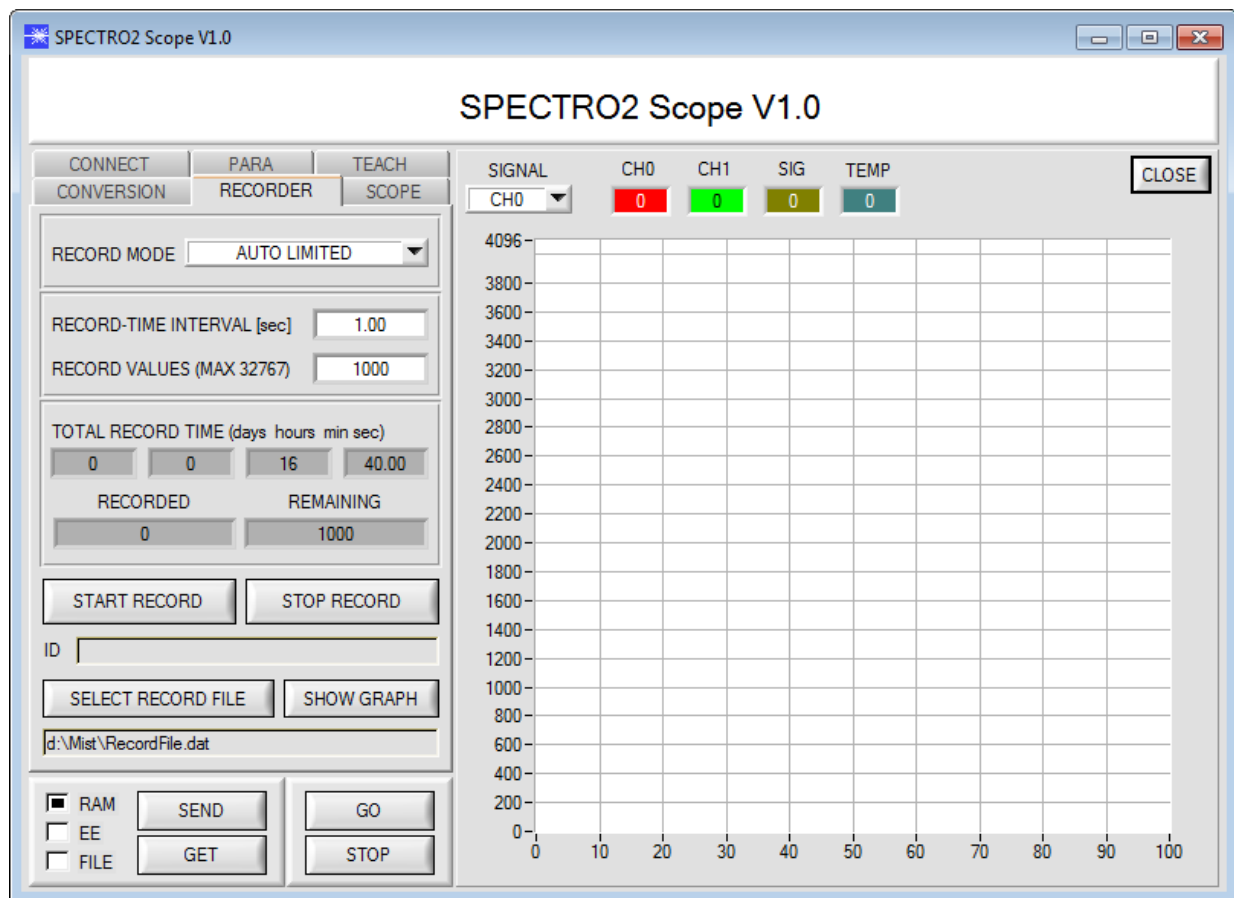 SPECTRO2 Scope V1.0
SPECTRO2 Scope V1.0
CONNECT PARA TEACH
CONVERSION RECORDER SCOPE
RECORD MODE AUTO LIMITED
RECORD-TIME INTERVAL [sec] 1.00
RECORD VALUES (MAX 32767) 1000
TOTAL RECORD TIME (days hours min sec)
0 0 16 40.00
RECORDED REMAINING
0 1000
START RECORD STOP RECORD
ID
SELECT RECORD FILE SHOW GRAPH
d:\Mist\RecordFile.dat
RAM SEND GO
EE
FILE GET STOP
SIGNAL CH0 CH1 SIG TEMP CLOSE
CH0 0 0 0 0
4096
3800
3600
3400
3200
3000
2800
2600
2400
2200
2000
1800
1600
1400
1200
1000
800
600
400
200
0
0 10 20 30 40 50 60 70 80 90 100